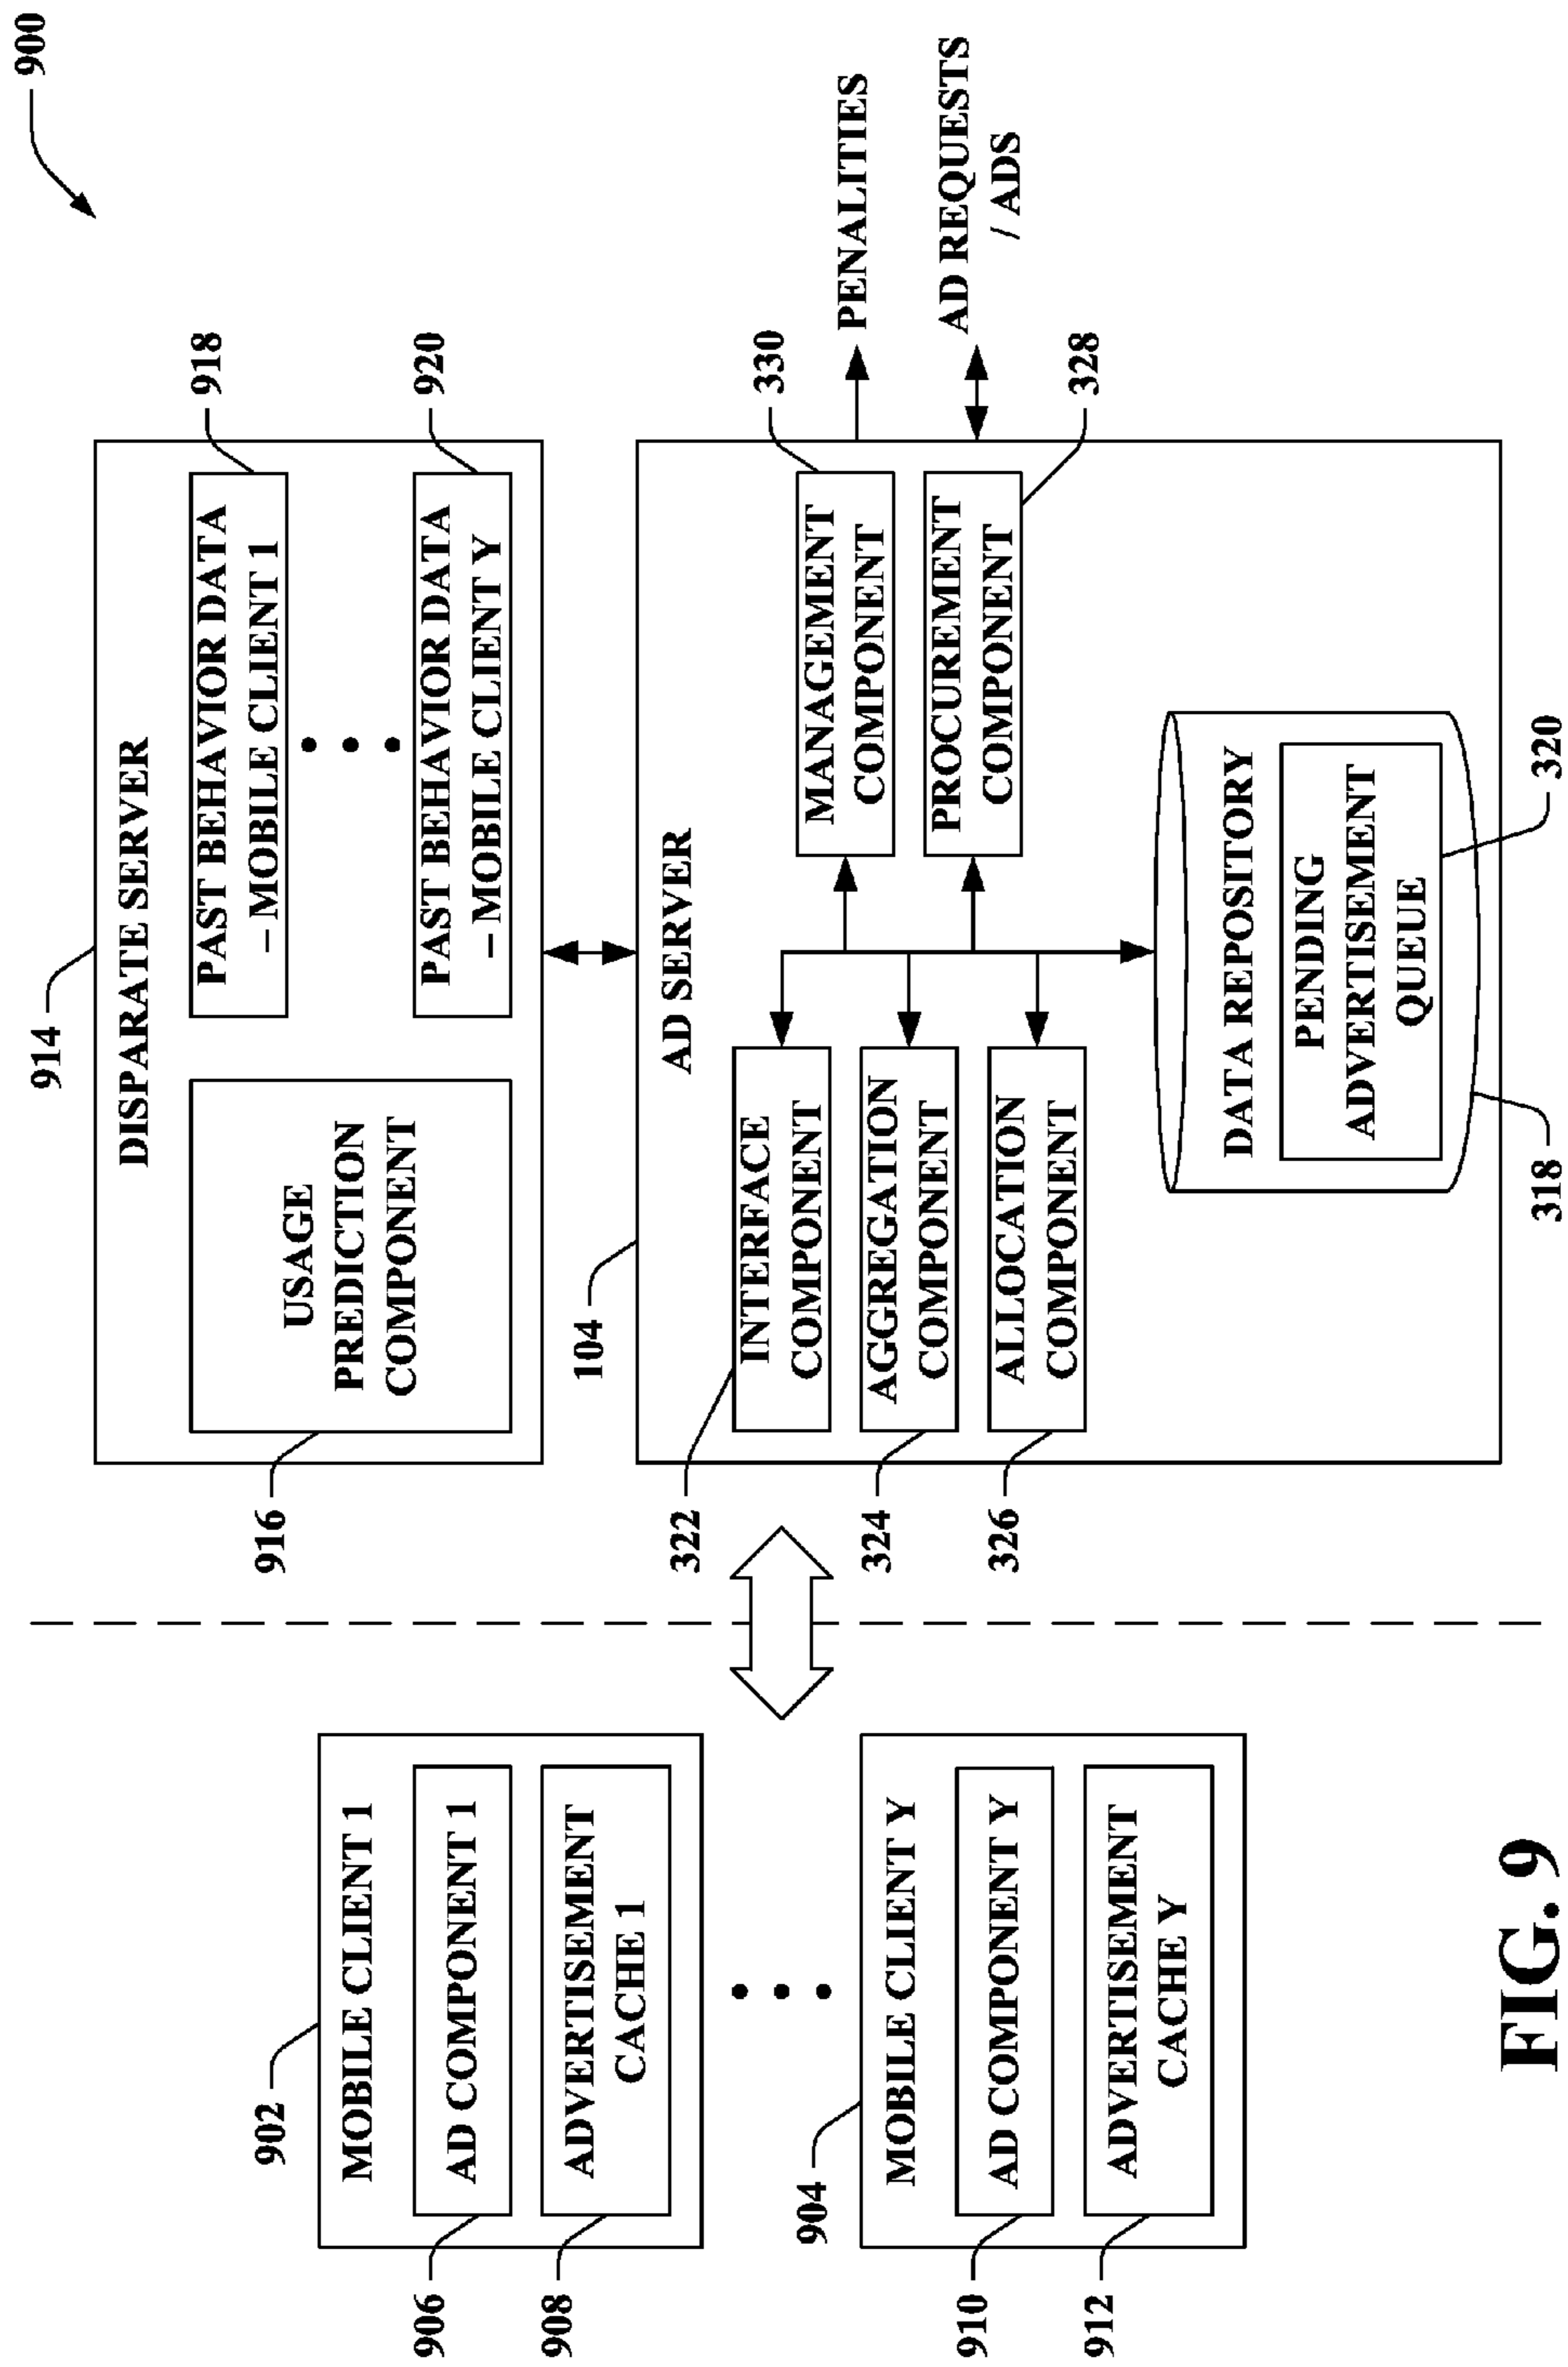 900
914
DISPARATE SERVER
916
USAGE
PREDICTION
COMPONENT
PAST BEHAVIOR DATA
– MOBILE CLIENT 1
918
PAST BEHAVIOR DATA
– MOBILE CLIENT Y
920
902
MOBILE CLIENT 1
906
AD COMPONENT 1
908
ADVERTISEMENT
CACHE 1
904
MOBILE CLIENT Y
910
AD COMPONENT Y
912
ADVERTISEMENT
CACHE Y
104
AD SERVER
322
INTERFACE
COMPONENT
324
AGGREGATION
COMPONENT
326
ALLOCATION
COMPONENT
330
MANAGEMENT
COMPONENT
328
PROCUREMENT
COMPONENT
PENALITIES
AD REQUESTS
/ ADS
DATA REPOSITORY
PENDING
ADVERTISEMENT
QUEUE
318
320
FIG. 9